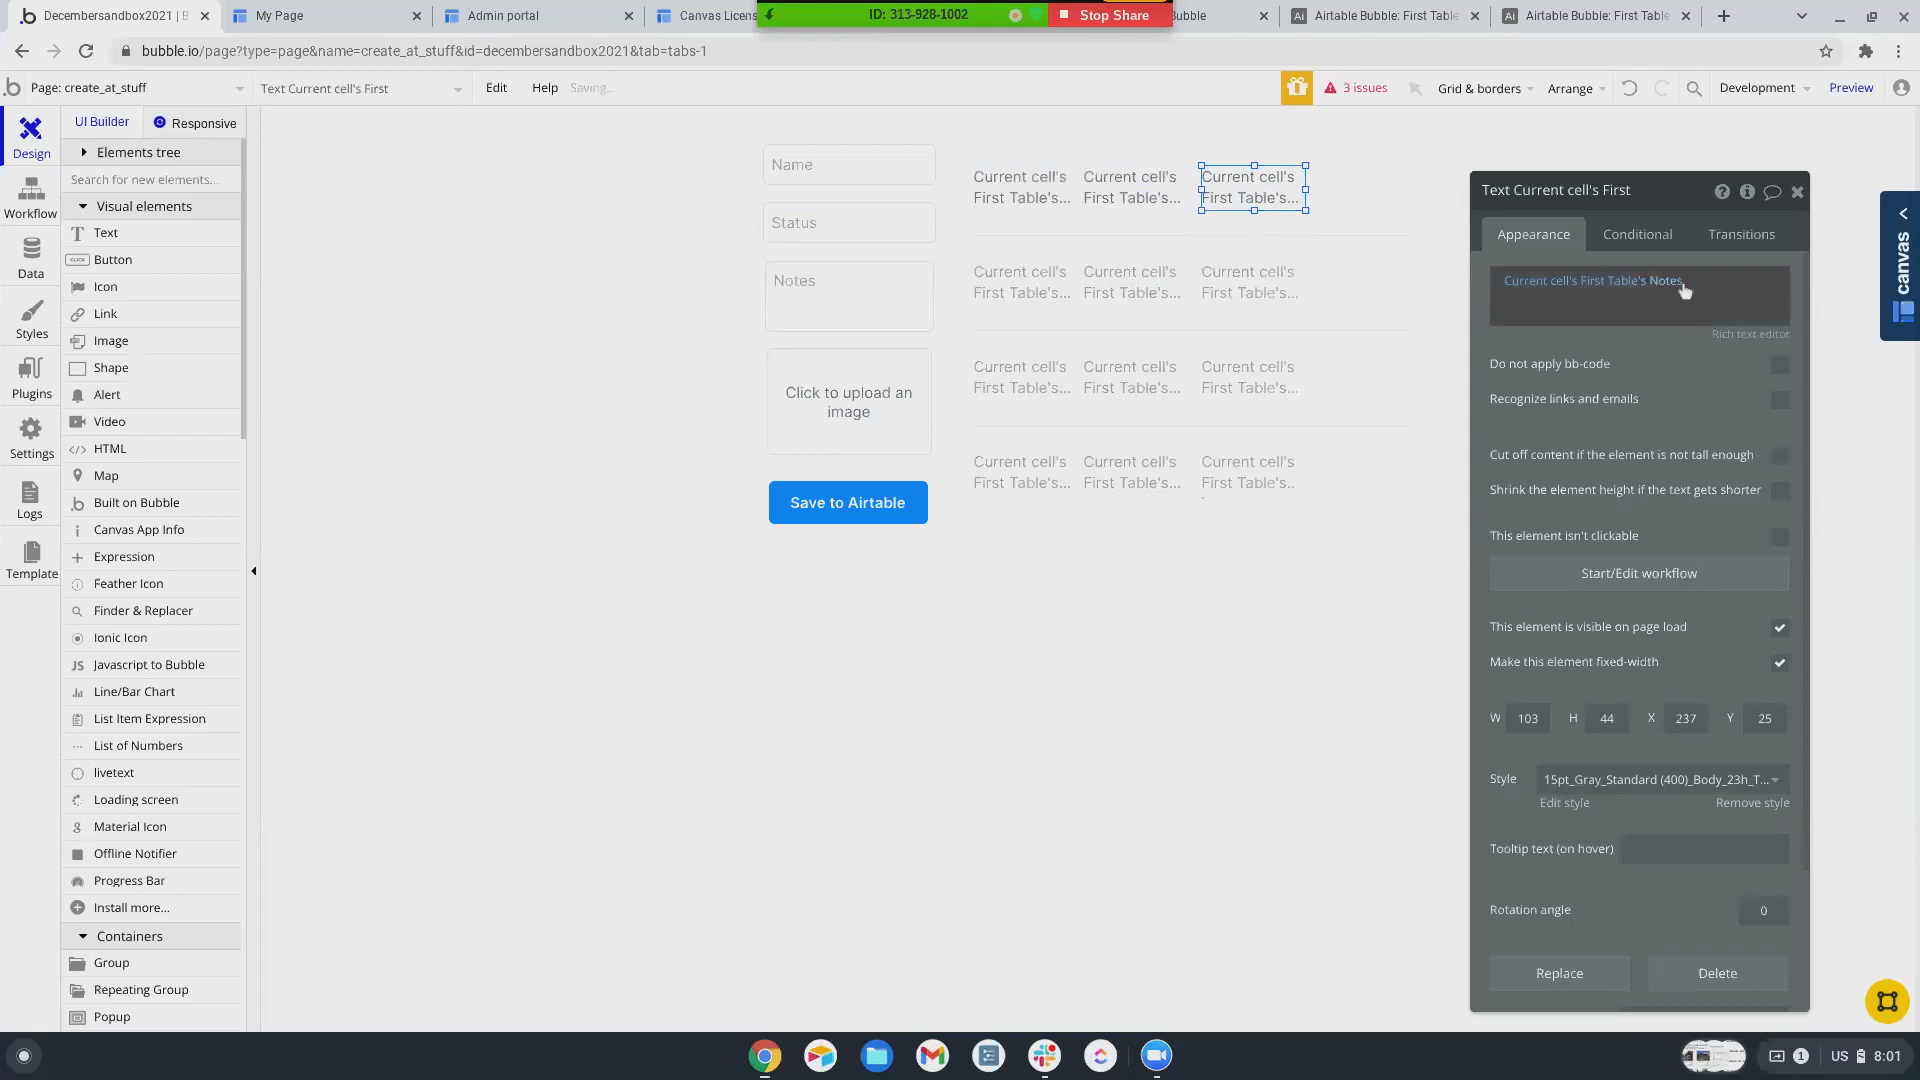 Decembersandbox2021 | B
My Page
Admin portal
Canvas Licens
ID: 313-928-1002
Stop Share
ubble
Airtable Bubble: First Table
Airtable Bubble: First Table
bubble.io/page?type=page&name=create_at_stuff&id=decembersandbox2021&tab=tabs-1
Page: create_at_stuff
Text Current cell's First
Edit
Help
Saving...
3 issues
Grid & borders
Arrange
Development
Preview
UI Builder
Responsive
Design
Workflow
Data
Styles
Plugins
Settings
Logs
Template
Elements tree
Search for new elements...
Visual elements
Text
CLICK
Button
Icon
Link
Image
Shape
Alert
Video
HTML
Map
Built on Bubble
Canvas App Info
Expression
Feather Icon
Finder & Replacer
Ionic Icon
JS Javascript to Bubble
Line/Bar Chart
List Item Expression
List of Numbers
livetext
Loading screen
Material Icon
Offline Notifier
Progress Bar
Install more...
Containers
Group
Repeating Group
Popup
Name
Status
Notes
Click to upload an
image
Save to Airtable
Current cell's Current cell's Current cell's
First Table's... First Table's... First Table's...
Current cell's Current cell's Current cell's
First Table's... First Table's... First Table's...
Current cell's Current cell's Current cell's
First Table's... First Table's... First Table's...
Current cell's Current cell's Current cell's
First Table's... First Table's... First Table's..
.
Text Current cell's First
Appearance
Conditional
Transitions
Current cell's First Table's Notes
Rich text editor
Do not apply bb-code
Recognize links and emails
Cut off content if the element is not tall enough
Shrink the element height if the text gets shorter
This element isn't clickable
Start/Edit workflow
This element is visible on page load
Make this element fixed-width
W 103 H 44 X 237 Y 25
Style 15pt_Gray_Standard (400)_Body_23h_T...
Edit style
Remove style
Tooltip text (on hover)
Rotation angle 0
Replace
Delete
canvas
1
US
8:01